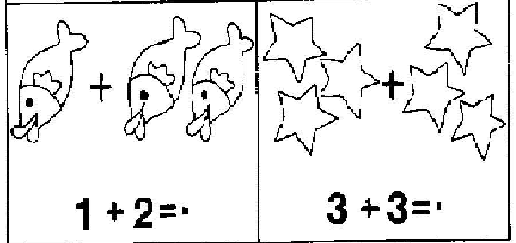 + +
1 + 2 = · 3 + 3 = ·